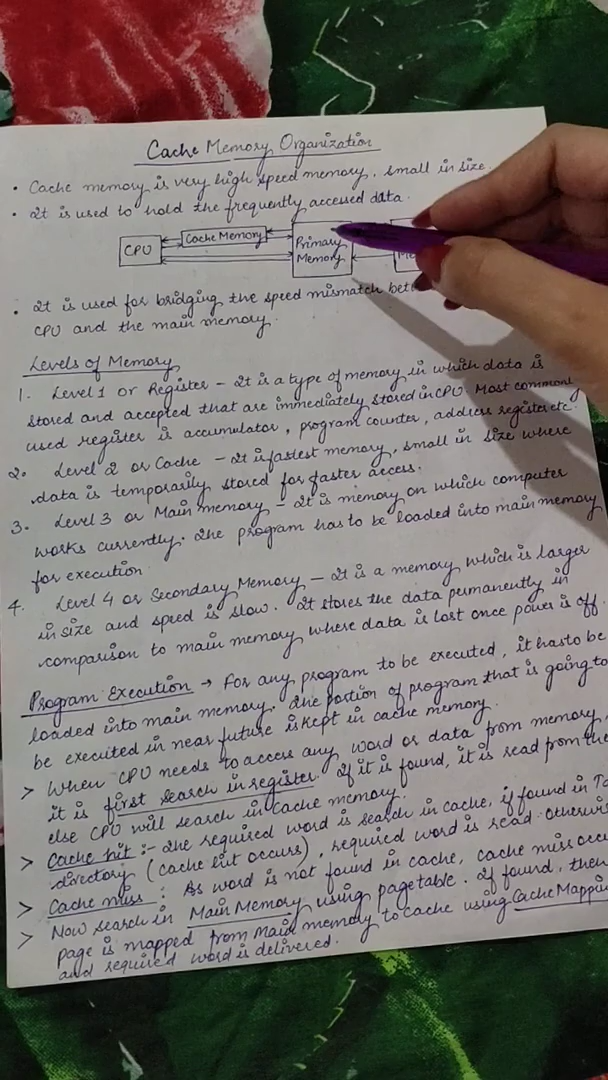 Cache Memory Organization
• Cache memory is very high speed memory, small in size.
• It is used to hold the frequently accessed data.
CPU
Cache Memory
Primary
Memory
• It is used for bridging the speed mismatch
CPU and the main memory.
Levels of Memory
1. Level 1 or Register – It is a type of memory in which data is
stored and accepted that are immediately stored in CPU. Most common
used register is accumulator, program counter, address register etc.
2. Level 2 or Cache – It is fastest memory, small in size where
data is temporarily stored for faster access.
3. Level 3 or Main memory – It is memory on which computer
works currently. The program has to be loaded into main memory
for execution
4. Level 4 or Secondary Memory – It is a memory which is larger
in size and speed is slow. It stores the data permanently in
comparison to main memory where data is lost once power is off.
Program Execution → For any program to be executed, it has to be
loaded into main memory. The portion of program that is going to
be executed in near future is kept in cache memory.
> When CPU needs to access any word or data from memory,
it is first search in register. If it is found, it is read from the
else CPU will search in cache memory.
> Cache hit :- The required word is search in cache, if found in
directory (cache hit occurs), required word is read.
> Cache miss : As word is not found in cache, cache miss
> Now search in Main Memory using page table. If found, then
page is mapped from main memory to cache using Cache
and required word is delivered.